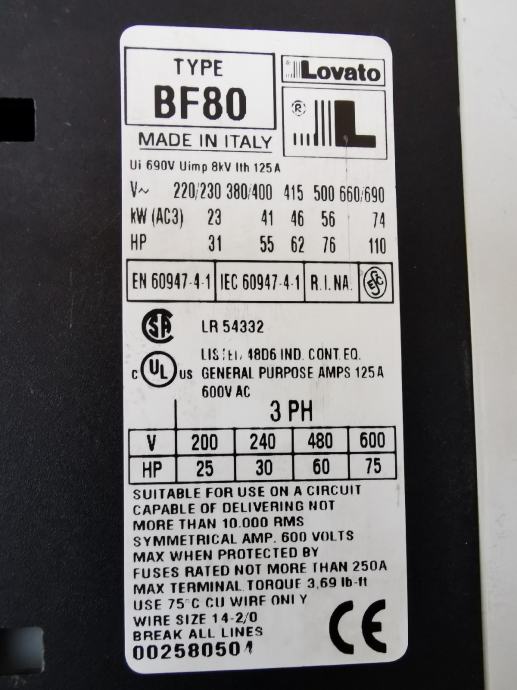 TYPE
BF80
Lovato
®
L
MADE IN ITALY
Ui 690V Uimp 8kV Ith 125A
V~ 220/230 380/400 415 500 660/690
kW (AC3) 23 41 46 56 74
HP 31 55 62 76 110
EN 60947-4-1 IEC 60947-4-1 R.I.NA.
LR 54332
LISTED 48D6 IND. CONT. EQ.
C UL US GENERAL PURPOSE AMPS 125A
600V AC
3 PH
V 200 240 480 600
HP 25 30 60 75
SUITABLE FOR USE ON A CIRCUIT
CAPABLE OF DELIVERING NOT
MORE THAN 10.000 RMS
SYMMETRICAL AMP. 600 VOLTS
MAX WHEN PROTECTED BY
FUSES RATED NOT MORE THAN 250A
MAX TERMINAL TORQUE 3,69 lb-ft
USE 75°C CU WIRE ONLY
WIRE SIZE 14-2/0
BREAK ALL LINES
002580501
CE